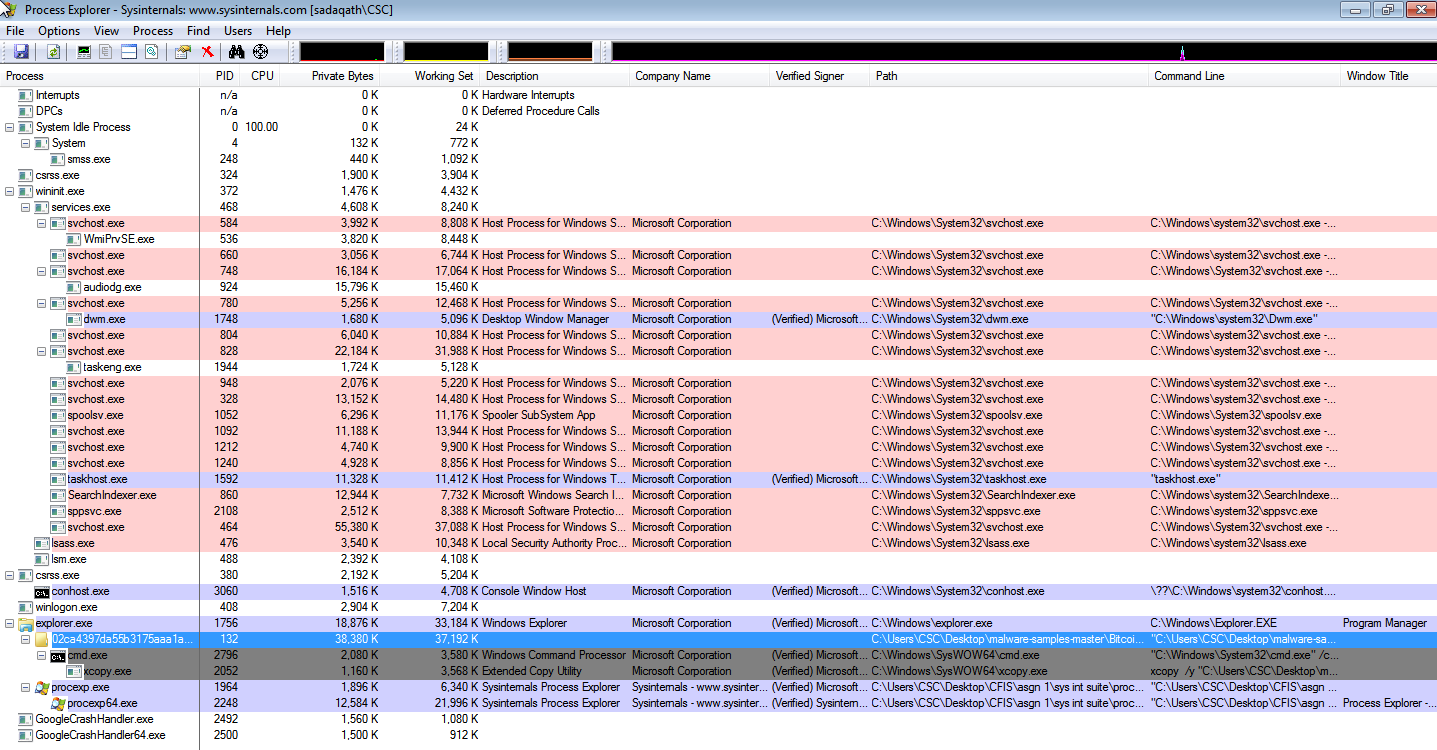 Process Explorer - Sysinternals: www.sysinternals.com [sadaqath\CSC]
File Options View Process Find Users Help
Process PID CPU Private Bytes Working Set Description Company Name Verified Signer Path Command Line Window Title
Interrupts n/a 0 K 0 K Hardware Interrupts
DPCs n/a 0 K 0 K Deferred Procedure Calls
System Idle Process 0 100.00 0 K 24 K
System 4 132 K 772 K
smss.exe 248 440 K 1,092 K
csrss.exe 324 1,900 K 3,904 K
wininit.exe 372 1,476 K 4,432 K
services.exe 468 4,608 K 8,240 K
svchost.exe 584 3,992 K 8,808 K Host Process for Windows S... Microsoft Corporation C:\Windows\System32\svchost.exe C:\Windows\system32\svchost.exe -...
WmiPrvSE.exe 536 3,820 K 8,448 K
svchost.exe 660 3,056 K 6,744 K Host Process for Windows S... Microsoft Corporation C:\Windows\System32\svchost.exe C:\Windows\system32\svchost.exe -...
svchost.exe 748 16,184 K 17,064 K Host Process for Windows S... Microsoft Corporation C:\Windows\System32\svchost.exe C:\Windows\System32\svchost.exe -...
audiodg.exe 924 15,796 K 15,460 K
svchost.exe 780 5,256 K 12,468 K Host Process for Windows S... Microsoft Corporation C:\Windows\System32\svchost.exe C:\Windows\System32\svchost.exe -...
dwm.exe 1748 1,680 K 5,096 K Desktop Window Manager Microsoft Corporation (Verified) Microsoft... C:\Windows\System32\dwm.exe "C:\Windows\system32\Dwm.exe"
svchost.exe 804 6,040 K 10,884 K Host Process for Windows S... Microsoft Corporation C:\Windows\System32\svchost.exe C:\Windows\system32\svchost.exe -...
svchost.exe 828 22,184 K 31,988 K Host Process for Windows S... Microsoft Corporation C:\Windows\System32\svchost.exe C:\Windows\system32\svchost.exe -...
taskeng.exe 1944 1,724 K 5,128 K
svchost.exe 948 2,076 K 5,220 K Host Process for Windows S... Microsoft Corporation C:\Windows\System32\svchost.exe C:\Windows\system32\svchost.exe -...
svchost.exe 328 13,152 K 14,480 K Host Process for Windows S... Microsoft Corporation C:\Windows\System32\svchost.exe C:\Windows\system32\svchost.exe -...
spoolsv.exe 1052 6,296 K 11,176 K Spooler SubSystem App Microsoft Corporation C:\Windows\System32\spoolsv.exe C:\Windows\System32\spoolsv.exe
svchost.exe 1092 11,188 K 13,944 K Host Process for Windows S... Microsoft Corporation C:\Windows\System32\svchost.exe C:\Windows\system32\svchost.exe -...
svchost.exe 1212 4,740 K 9,900 K Host Process for Windows S... Microsoft Corporation C:\Windows\System32\svchost.exe C:\Windows\System32\svchost.exe -...
svchost.exe 1240 4,928 K 8,856 K Host Process for Windows S... Microsoft Corporation C:\Windows\System32\svchost.exe C:\Windows\system32\svchost.exe -...
taskhost.exe 1592 11,328 K 11,412 K Host Process for Windows T... Microsoft Corporation (Verified) Microsoft... C:\Windows\System32\taskhost.exe "taskhost.exe"
SearchIndexer.exe 860 12,944 K 7,732 K Microsoft Windows Search I... Microsoft Corporation C:\Windows\System32\SearchIndexer.exe C:\Windows\system32\SearchIndexe...
sppsvc.exe 2108 2,512 K 8,388 K Microsoft Software Protectio... Microsoft Corporation C:\Windows\System32\sppsvc.exe C:\Windows\system32\sppsvc.exe
svchost.exe 464 55,380 K 37,088 K Host Process for Windows S... Microsoft Corporation C:\Windows\System32\svchost.exe C:\Windows\System32\svchost.exe -...
lsass.exe 476 3,540 K 10,348 K Local Security Authority Proc... Microsoft Corporation C:\Windows\System32\lsass.exe C:\Windows\system32\lsass.exe
lsm.exe 488 2,392 K 4,108 K
csrss.exe 380 2,192 K 5,204 K
conhost.exe 3060 1,516 K 4,708 K Console Window Host Microsoft Corporation (Verified) Microsoft... C:\Windows\System32\conhost.exe \??\C:\Windows\system32\conhost....
winlogon.exe 408 2,904 K 7,204 K
explorer.exe 1756 18,876 K 33,184 K Windows Explorer Microsoft Corporation (Verified) Microsoft... C:\Windows\explorer.exe C:\Windows\Explorer.EXE Program Manager
02ca4397da55b3175aaa1a... 132 38,380 K 37,192 K C:\Users\CSC\Desktop\malware-samples-master\Bitcoi... "C:\Users\CSC\Desktop\malware-sa...
cmd.exe 2796 2,080 K 3,580 K Windows Command Processor Microsoft Corporation (Verified) Microsoft... C:\Windows\SysWOW64\cmd.exe "C:\Windows\System32\cmd.exe" /c...
xcopy.exe 2052 1,160 K 3,568 K Extended Copy Utility Microsoft Corporation (Verified) Microsoft... C:\Windows\SysWOW64\xcopy.exe xcopy /y "C:\Users\CSC\Desktop\m...
procexp.exe 1964 1,896 K 6,340 K Sysinternals Process Explorer Sysinternals - www.sysinter... (Verified) Microsoft... C:\Users\CSC\Desktop\CFIS\asgn 1\sys int suite\proc... "C:\Users\CSC\Desktop\CFIS\asgn ...
procexp64.exe 2248 12,584 K 21,996 K Sysinternals Process Explorer Sysinternals - www.sysinter... (Verified) Sysintern... C:\Users\CSC\Desktop\CFIS\asgn 1\sys int suite\proc... "C:\Users\CSC\Desktop\CFIS\asgn ... Process Explorer -...
GoogleCrashHandler.exe 2492 1,560 K 1,080 K
GoogleCrashHandler64.exe 2500 1,500 K 912 K